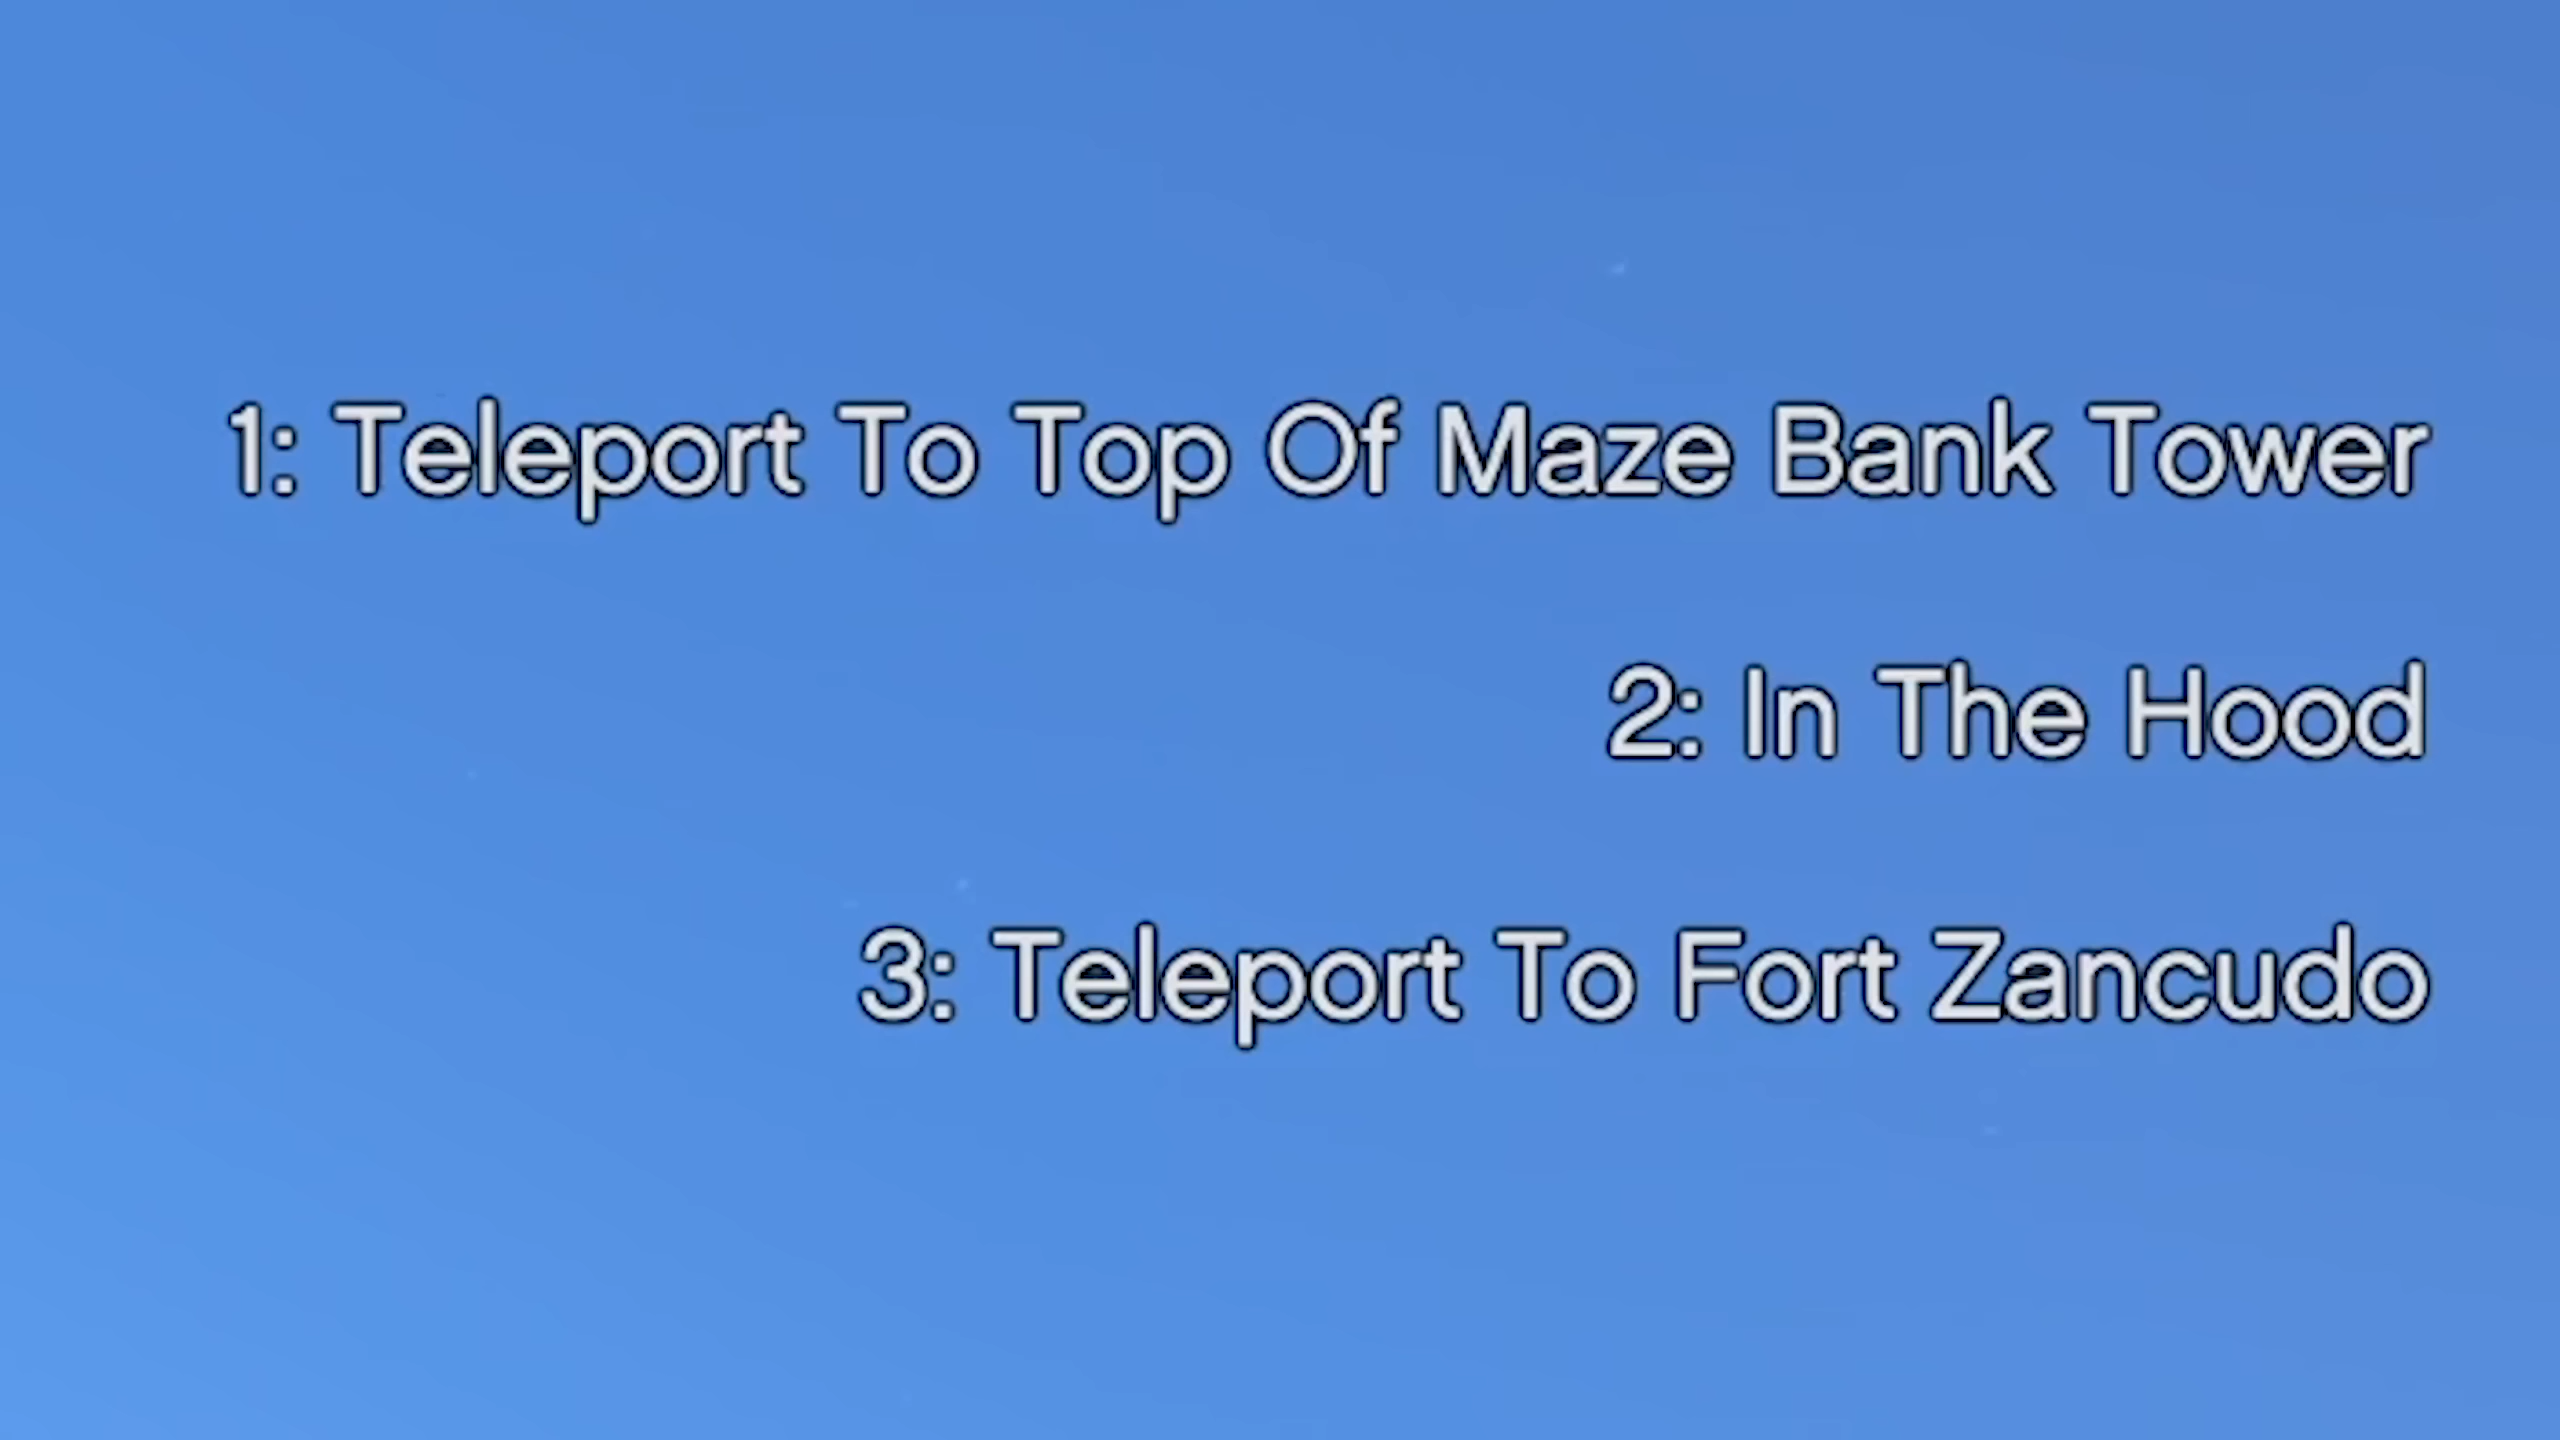 1: Teleport To Top Of Maze Bank Tower
2: In The Hood
3: Teleport To Fort Zancudo